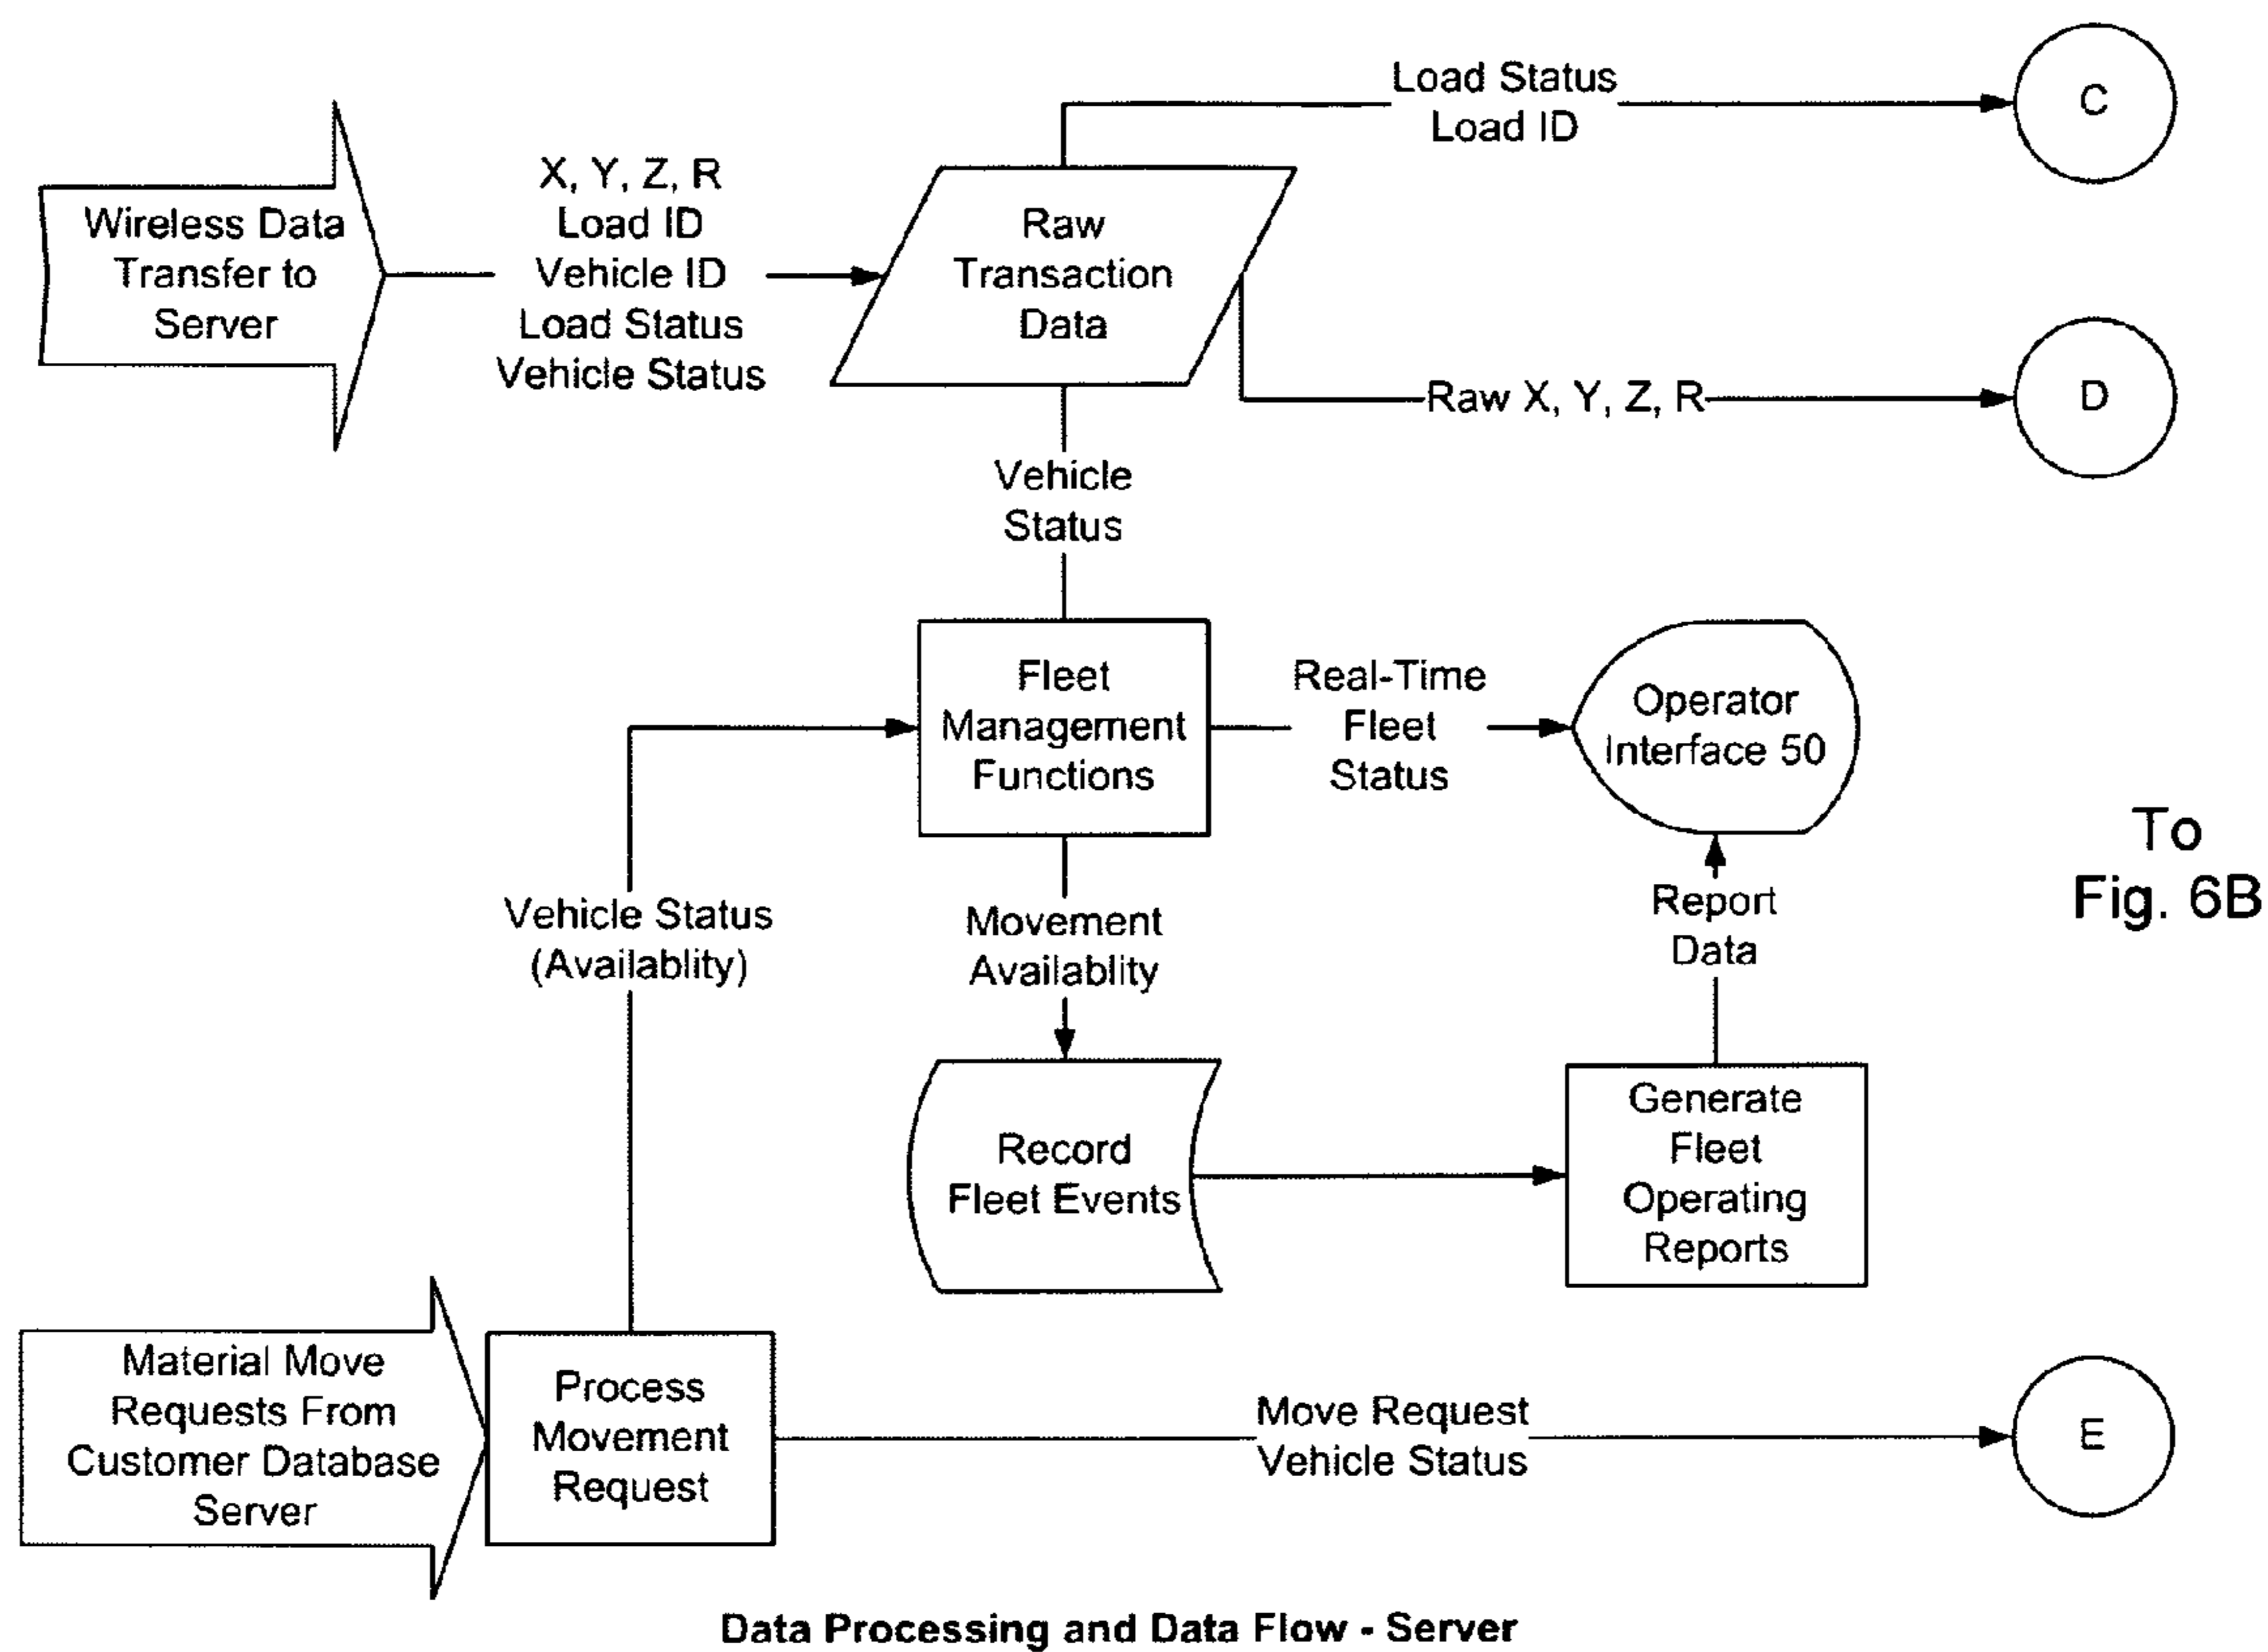 Load Status
Load ID
C
X, Y, Z, R
Load ID
Vehicle ID
Load Status
Vehicle Status
Wireless Data
Transfer to
Server
Raw
Transaction
Data
Raw X, Y, Z, R
D
Vehicle
Status
Fleet
Management
Functions
Real-Time
Fleet
Status
Operator
Interface 50
To
Fig. 6B
Vehicle Status
(Availablity)
Movement
Availablity
Report
Data
Record
Fleet Events
Generate
Fleet
Operating
Reports
Material Move
Requests From
Customer Database
Server
Process
Movement
Request
Move Request
Vehicle Status
E
Data Processing and Data Flow - Server